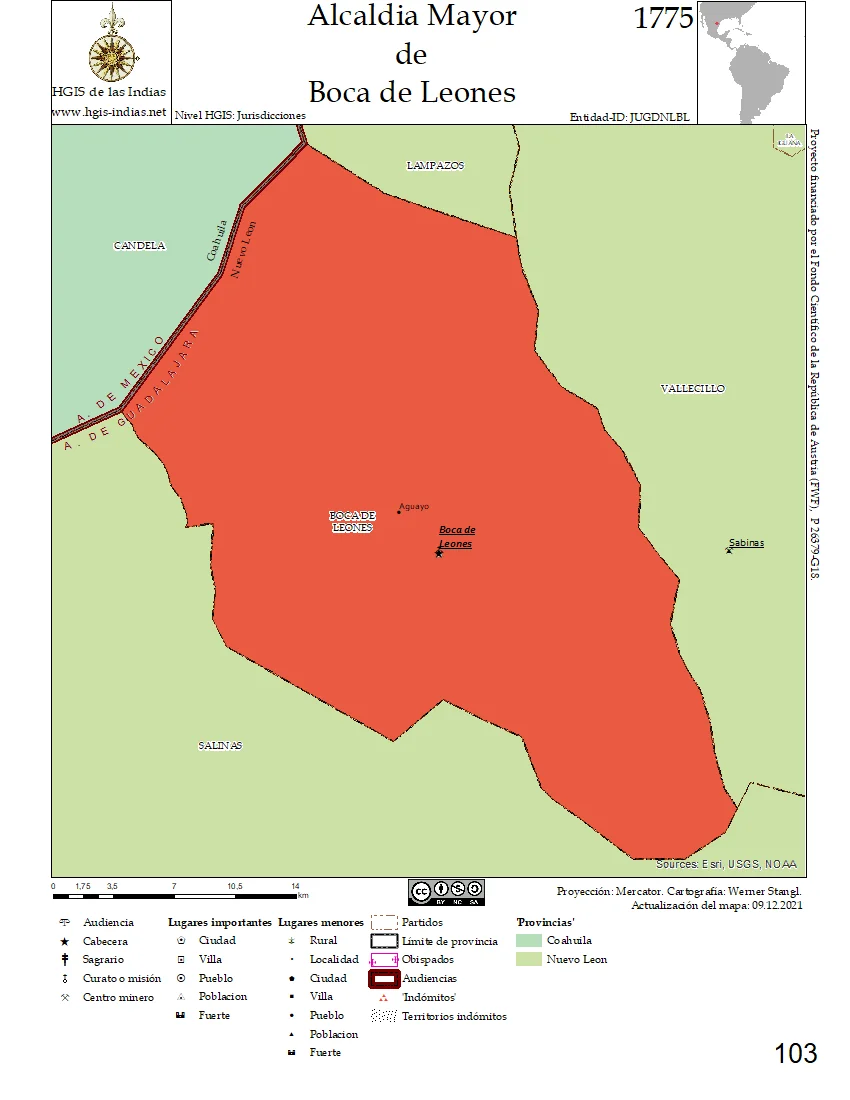 Alcaldia Mayor
de
Boca de Leones
1775
HGIS de las Indias
www.hgis-indias.net
Nivel HGIS: Jurisdicciones
Entidad-ID: JUGDNLBL
LAMPAZOS
LA
IGUANA
CANDELA
Coahuila
Nuevo Leon
A. DE MEXICO
A. DE GUADALAJARA
VALLECILLO
Aguayo
BOCA DE
LEONES
Boca de
Leones
Sabinas
SALINAS
Sources: Esri, USGS, NOAA
Proyecto financiado por el Fondo Científico de la República de Austria (FWF), P 26379-G18.
0 1,75 3,5 7 10,5 14
km
CC BY NC SA
Proyección: Mercator. Cartografía: Werner Stangl.
Actualización del mapa: 09.12.2021
Audiencia
Cabecera
Sagrario
Curato o misión
Centro minero
Lugares importantes
Ciudad
Villa
Pueblo
Poblacion
Fuerte
Lugares menores
Rural
Localidad
Ciudad
Villa
Pueblo
Poblacion
Fuerte
Partidos
Límite de provincia
Obispados
Audiencias
'Indómitos'
Territorios indómitos
'Provincias'
Coahuila
Nuevo Leon
103